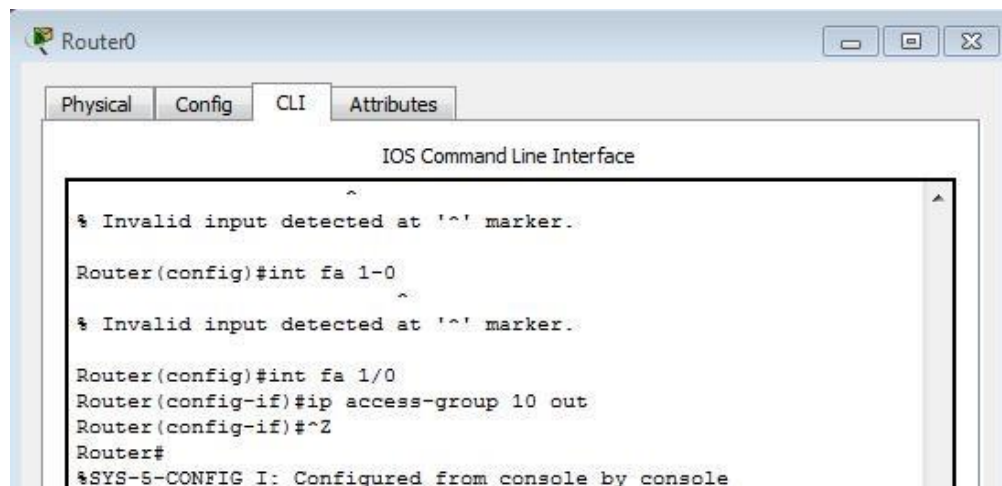 Router0
Physical Config CLI Attributes
IOS Command Line Interface
^
% Invalid input detected at '^' marker.
Router(config)#int fa 1-0
^
% Invalid input detected at '^' marker.
Router(config)#int fa 1/0
Router(config-if)#ip access-group 10 out
Router(config-if)#^Z
Router#
%SYS-5-CONFIG_I: Configured from console by console